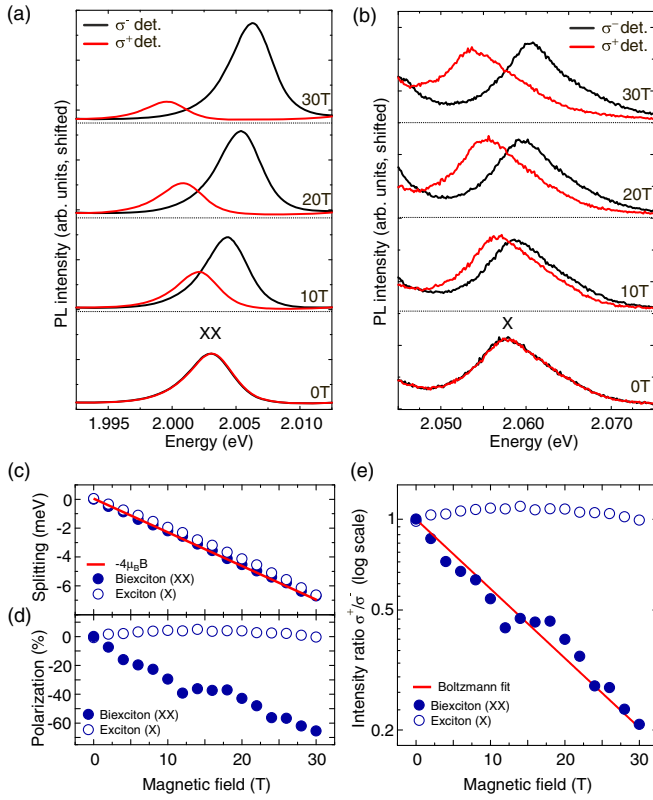 (a)
σ- det.
σ+ det.
30T
20T
10T
XX
0T
PL intensity (arb. units, shifted)
1.995 2.000 2.005 2.010
Energy (eV)
(b)
σ- det.
σ+ det.
30T
20T
10T
X
0T
PL intensity (arb. units, shifted)
2.050 2.060 2.070
Energy (eV)
(c)
0
-2
-4
-6
Splitting (meV)
-4μBB
Biexciton (XX)
Exciton (X)
(d)
0
-20
-40
-60
Polarization (%)
Biexciton (XX)
Exciton (X)
0 10 20 30
Magnetic field (T)
(e)
1
0.5
0.2
Intensity ratio σ+/σ- (log scale)
Boltzmann fit
Biexciton (XX)
Exciton (X)
0 10 20 30
Magnetic field (T)